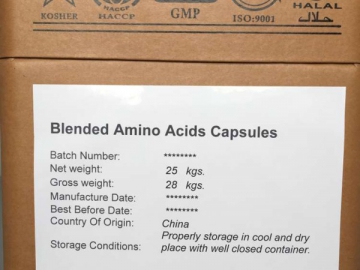 KOSHER
HACCP
HACCP
GMP
ISO:9001
HALAL
حلال
Blended Amino Acids Capsules
Batch Number: ********
Net weight: 25 kgs.
Gross weight: 28 kgs.
Manufacture Date: ********
Best Before Date: ********
Country Of Origin: China
Storage Conditions: Properly storage in cool and dry
place with well closed container.